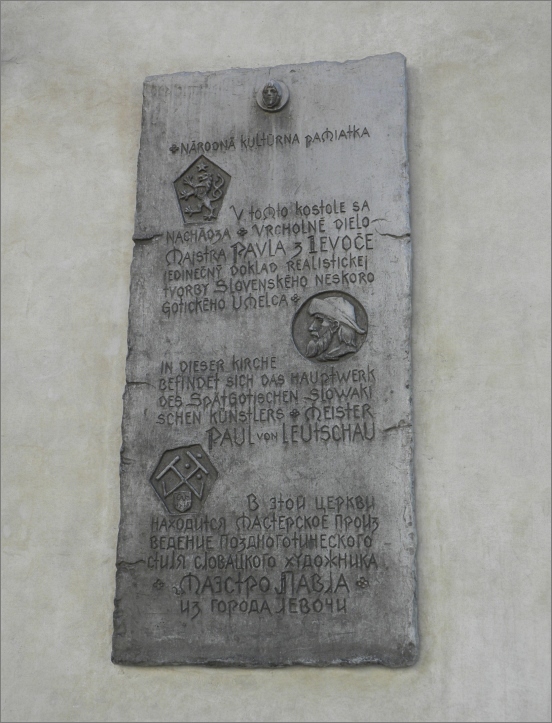 NÁRODNÁ KULTÚRNA PAMIATKA
V TOMTO KOSTOLE SA
NACHÁDZA VRCHOLNÉ DIELO
MAJSTRA PAVLA Z LEVOČE
JEDINEČNÝ DOKLAD REALISTICKEJ
TVORBY SLOVENSKÉHO NESKORO
GOTICKÉHO UMELCA
IN DIESER KIRCHE
BEFINDET SICH DAS HAUPTWERK
DES SPÄTGOTISCHEN SLOWAKI
SCHEN KÜNSTLERS MEISTER
PAUL VON LEUTSCHAU
В ЭТОЙ ЦЕРКВИ
НАХОДИТСЯ МАСТЕРСКОЕ ПРОИЗ
ВЕДЕНИЕ ПОЗДНОГОТИЧЕСКОГО
СТИЛЯ СЛОВАЦКОГО ХУДОЖНИКА
МАЭСТРО ПАВЛА
ИЗ ГОРОДА ЛЕВОЧИ